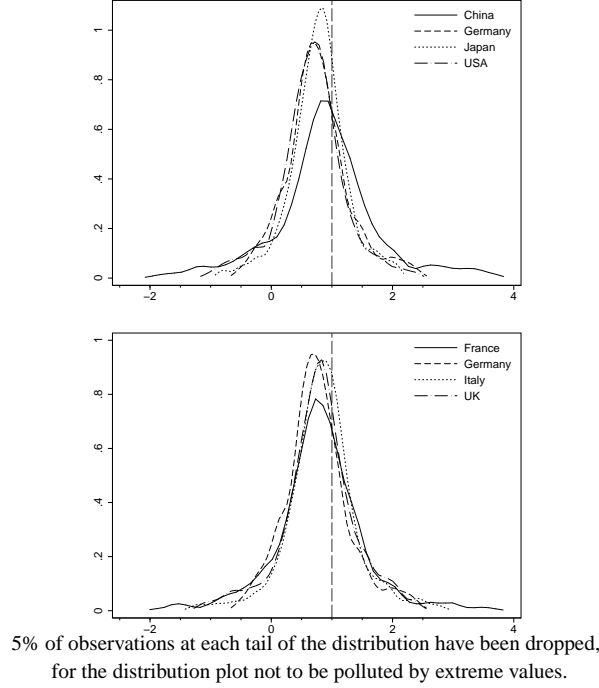 China
Germany
Japan
USA
1
.8
.6
.4
.2
0
−2
0
2
4
France
Germany
Italy
UK
1
.8
.6
.4
.2
0
−2
0
2
4
5% of observations at each tail of the distribution have been dropped,
for the distribution plot not to be polluted by extreme values.